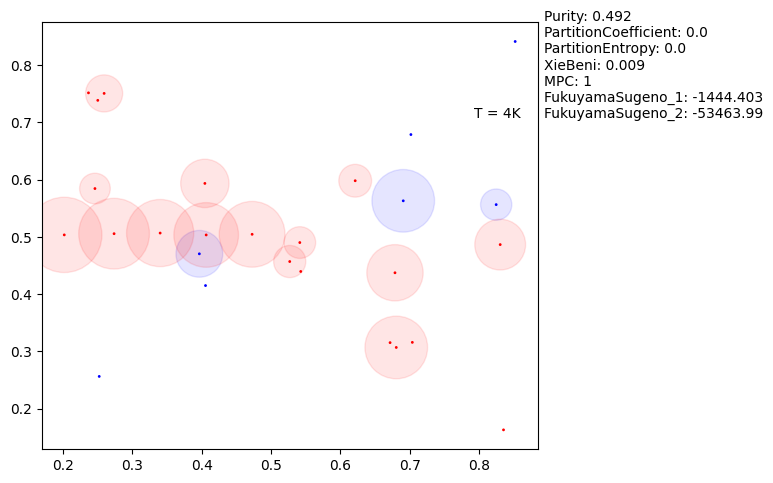 Purity: 0.492
PartitionCoefficient: 0.0
PartitionEntropy: 0.0
XieBeni: 0.009
MPC: 1
FukuyamaSugeno_1: -1444.403
FukuyamaSugeno_2: -53463.99
T = 4K
0.8
0.7
0.6
0.5
0.4
0.3
0.2
0.2 0.3 0.4 0.5 0.6 0.7 0.8